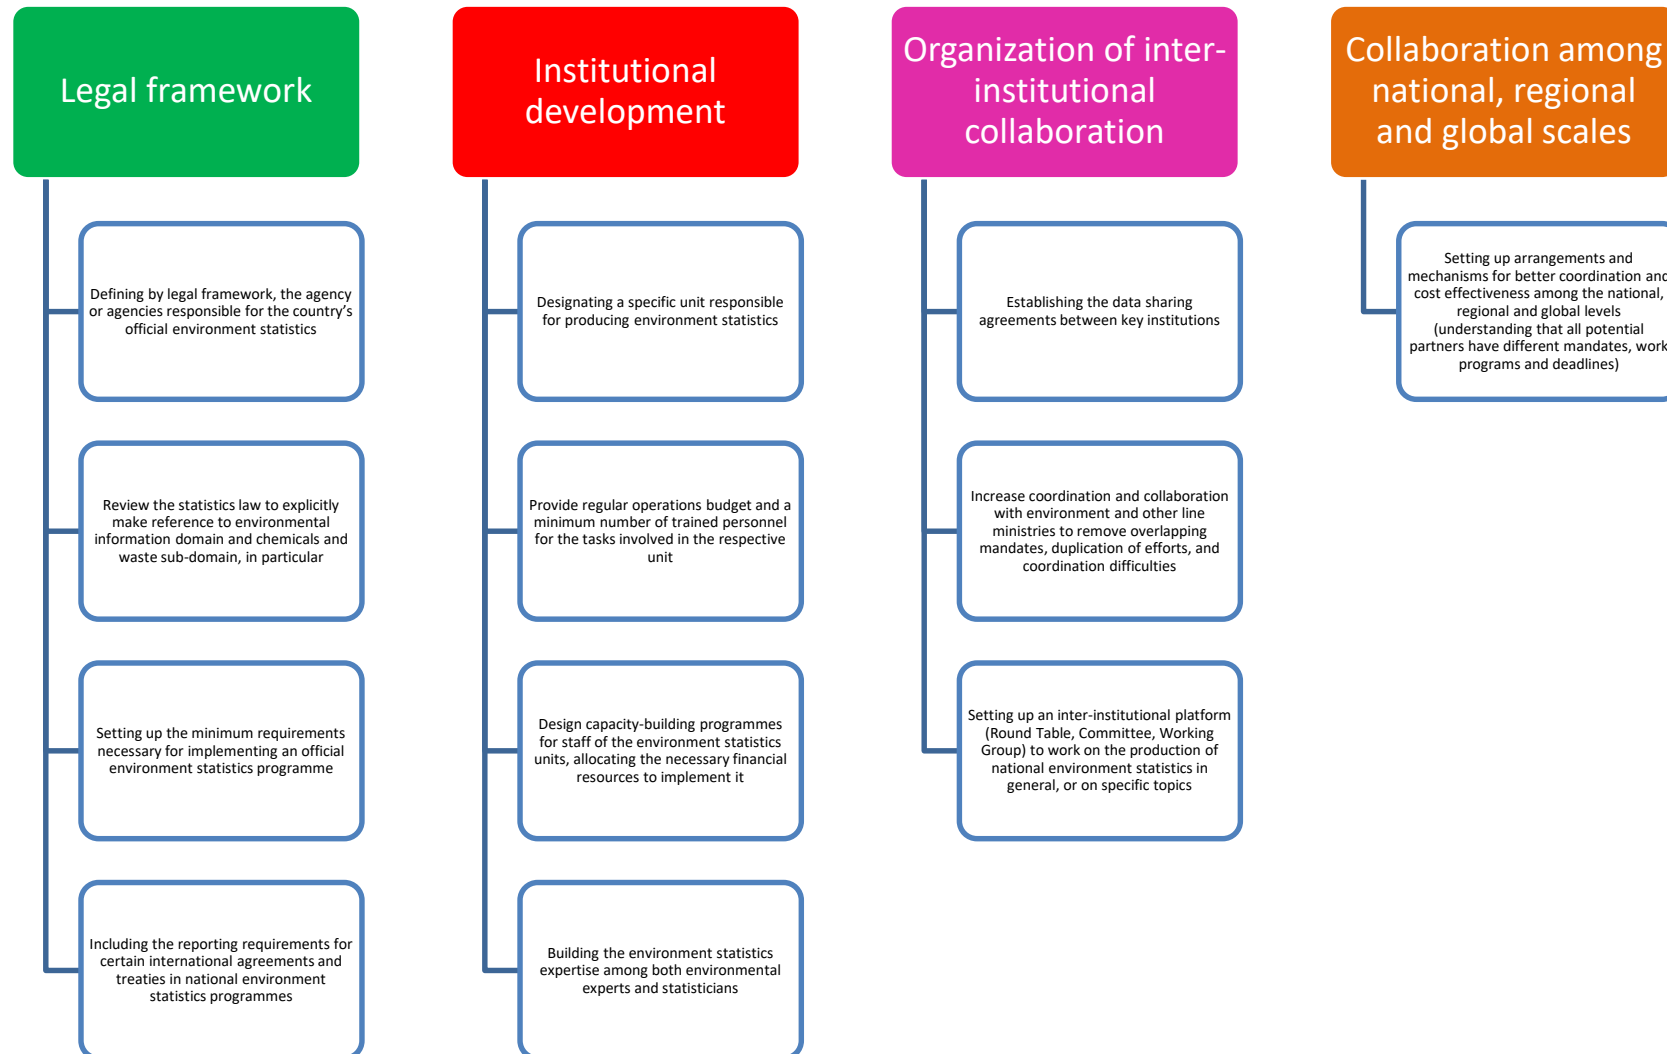 Legal framework
Defining by legal framework, the agency
or agencies responsible for the country's
official environment statistics
Review the statistics law to explicitly
make reference to environmental
information domain and chemicals and
waste sub-domain, in particular
Setting up the minimum requirements
necessary for implementing an official
environment statistics programme
Including the reporting requirements for
certain international agreements and
treaties in national environment
statistics programmes
Institutional
development
Designating a specific unit responsible
for producing environment statistics
Provide regular operations budget and a
minimum number of trained personnel
for the tasks involved in the respective
unit
Design capacity-building programmes
for staff of the environment statistics
units, allocating the necessary financial
resources to implement it
Building the environment statistics
expertise among both environmental
experts and statisticians
Organization of inter-
institutional
collaboration
Establishing the data sharing
agreements between key institutions
Increase coordination and collaboration
with environment and other line
ministries to remove overlapping
mandates, duplication of efforts, and
coordination difficulties
Setting up an inter-institutional platform
(Round Table, Committee, Working
Group) to work on the production of
national environment statistics in
general, or on specific topics
Collaboration among
national, regional
and global scales
Setting up arrangements and
mechanisms for better coordination and
cost effectiveness among the national,
regional and global levels
(understanding that all potential
partners have different mandates, work
programs and deadlines)